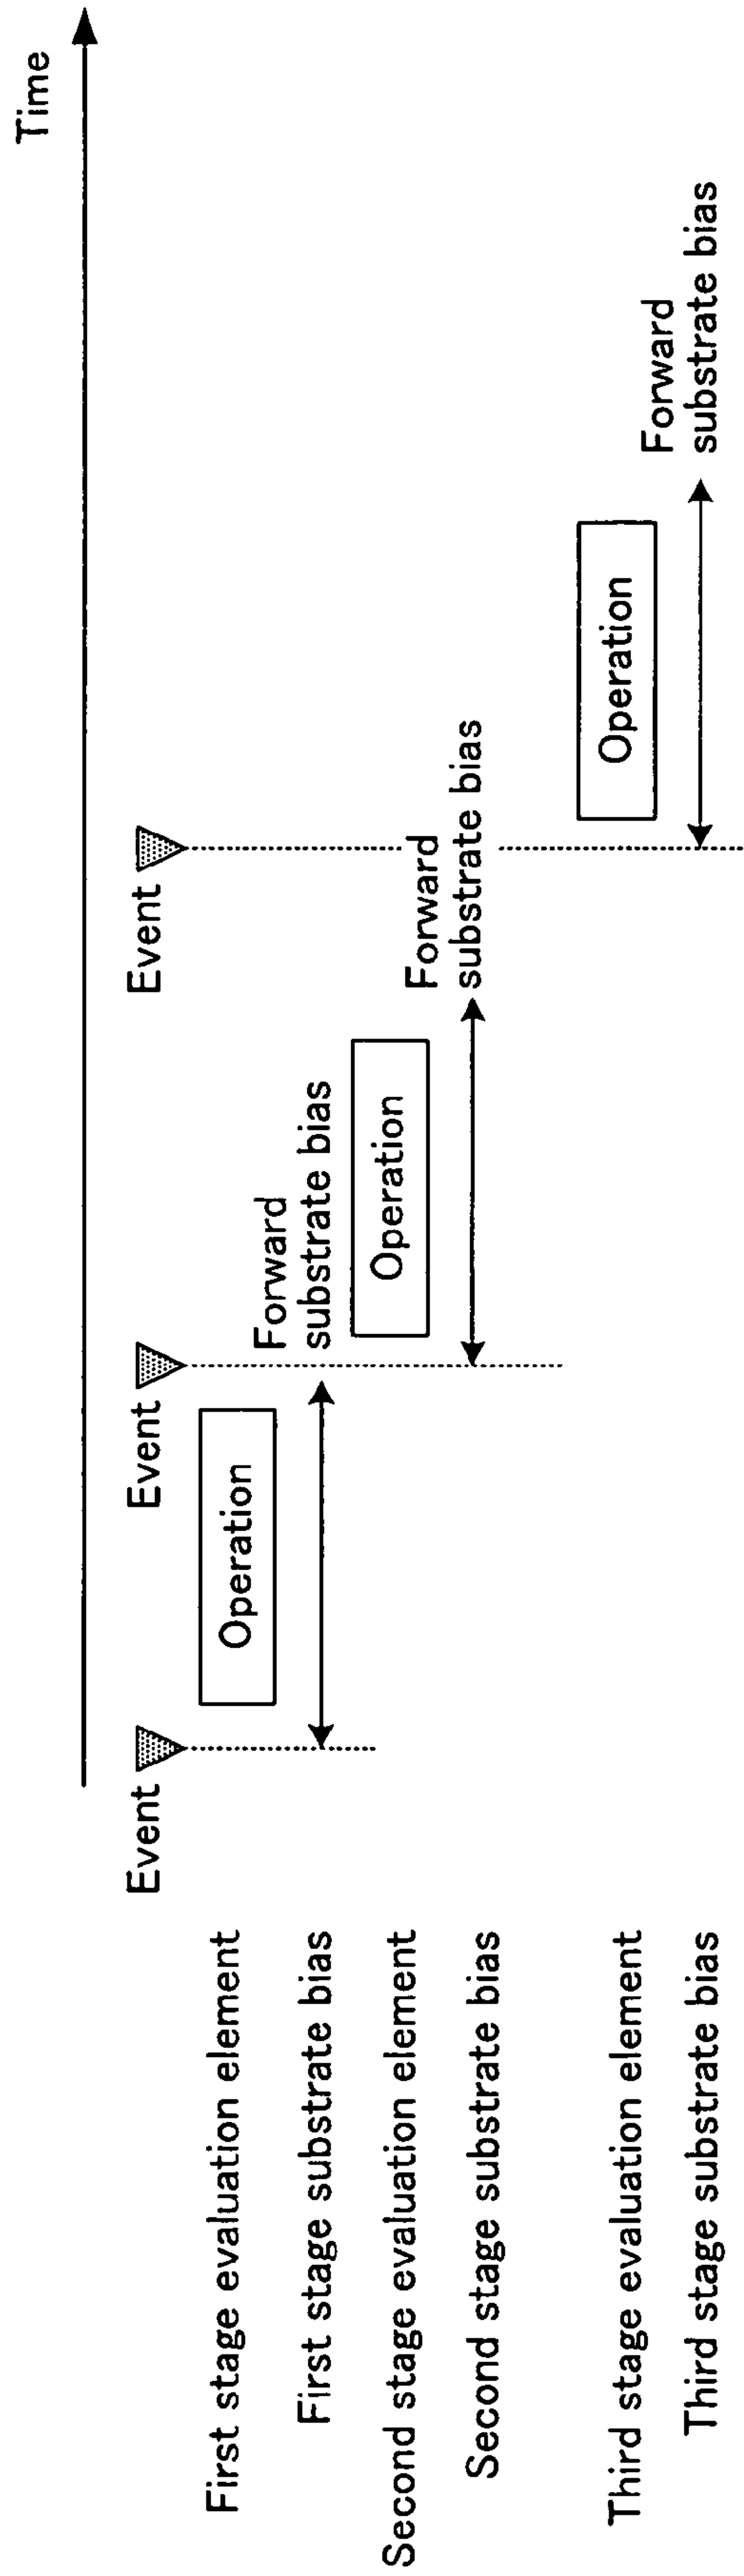 Time
Event
Event
Event
First stage evaluation element
Operation
First stage substrate bias
Forward
substrate bias
Second stage evaluation element
Operation
Second stage substrate bias
Forward
substrate bias
Third stage evaluation element
Operation
Third stage substrate bias
Forward
substrate bias